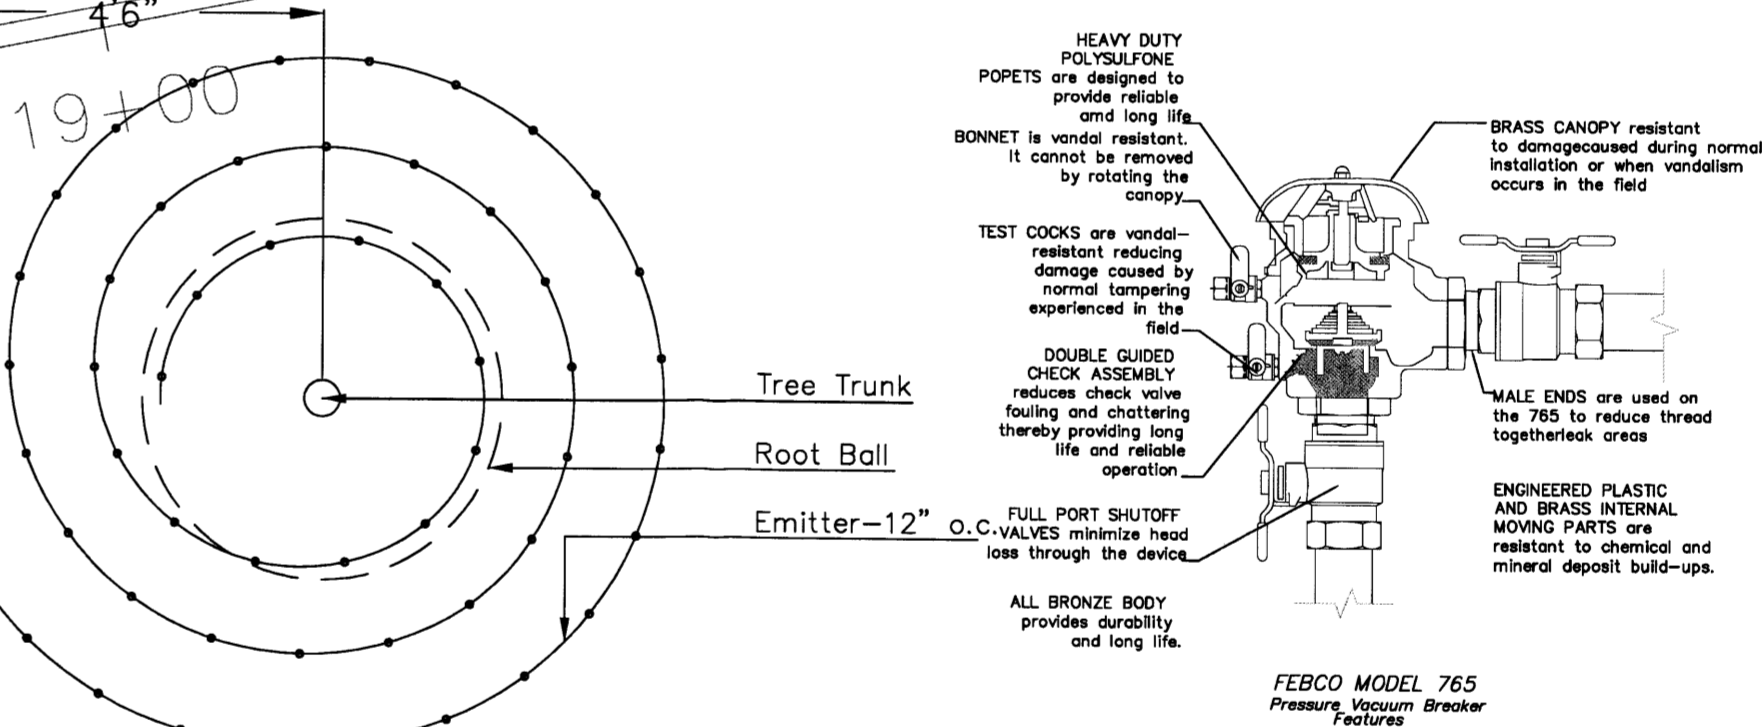 4'6"
19+00
Tree Trunk
Root Ball
Emitter-12" o.c.
HEAVY DUTY
POLYSULFONE
POPETS are designed to
provide reliable
amd long life
BONNET is vandal resistant.
It cannot be removed
by rotating the
canopy
TEST COCKS are vandal-
resistant reducing
damage caused by
normal tampering
experienced in the
field
DOUBLE GUIDED
CHECK ASSEMBLY
reduces check valve
fouling and chattering
thereby providing long
life and reliable
operation
FULL PORT SHUTOFF
VALVES minimize head
loss through the device
ALL BRONZE BODY
provides durability
and long life.
BRASS CANOPY resistant
to damagecaused during normal
installation or when vandalism
occurs in the field
MALE ENDS are used on
the 765 to reduce thread
togetherleak areas
ENGINEERED PLASTIC
AND BRASS INTERNAL
MOVING PARTS are
resistant to chemical and
mineral deposit build-ups.
FEBCO MODEL 765
Pressure Vacuum Breaker
Features